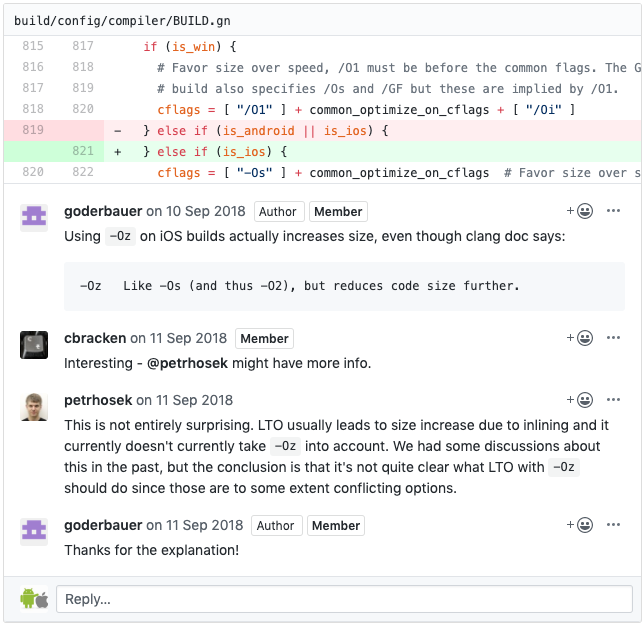 build/config/compiler/BUILD.gn
815 817 if (is_win) {
816 818 # Favor size over speed, /O1 must be before the common flags. The G
817 819 # build also specifies /Os and /GF but these are implied by /O1.
818 820 cflags = [ "/O1" ] + common_optimize_on_cflags + [ "/Oi" ]
819 - } else if (is_android || is_ios) {
821 + } else if (is_ios) {
820 822 cflags = [ "-Os" ] + common_optimize_on_cflags # Favor size over s
goderbauer on 10 Sep 2018 Author Member
Using -Oz on iOS builds actually increases size, even though clang doc says:
-Oz Like -Os (and thus -O2), but reduces code size further.
cbracken on 11 Sep 2018 Member
Interesting - @petrhosek might have more info.
petrhosek on 11 Sep 2018
This is not entirely surprising. LTO usually leads to size increase due to inlining and it
currently doesn't currently take -Oz into account. We had some discussions about
this in the past, but the conclusion is that it's not quite clear what LTO with -Oz
should do since those are to some extent conflicting options.
goderbauer on 11 Sep 2018 Author Member
Thanks for the explanation!
Reply...